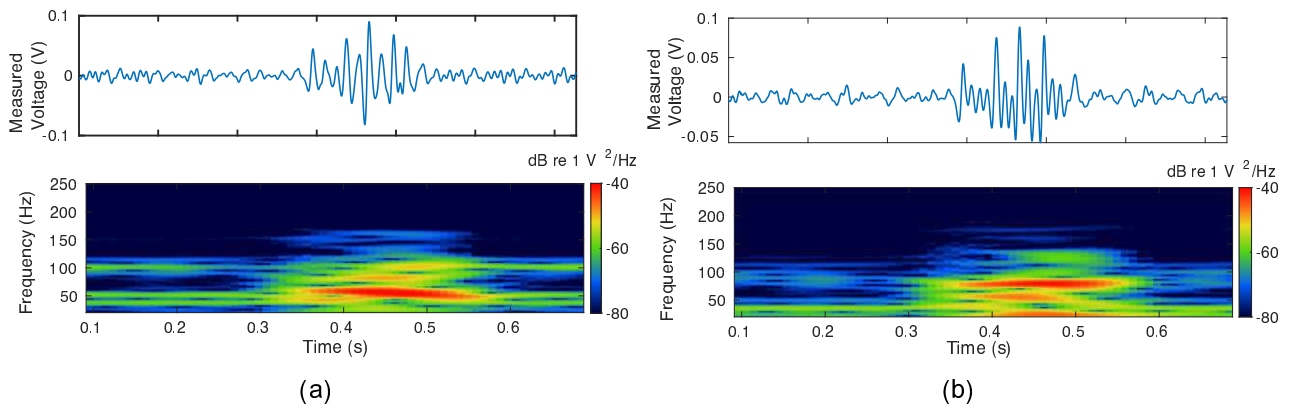 0.1
0
-0.1
Measured
Voltage (V)
dB re 1 V 2/Hz
250
200
150
100
50
Frequency (Hz)
-40
-60
-80
0.1
0.2
0.3
0.4
0.5
0.6
Time (s)
(a)
0.1
0.05
0
-0.05
Measured
Voltage (V)
dB re 1 V 2/Hz
250
200
150
100
50
Frequency (Hz)
-40
-60
-80
0.1
0.2
0.3
0.4
0.5
0.6
Time (s)
(b)